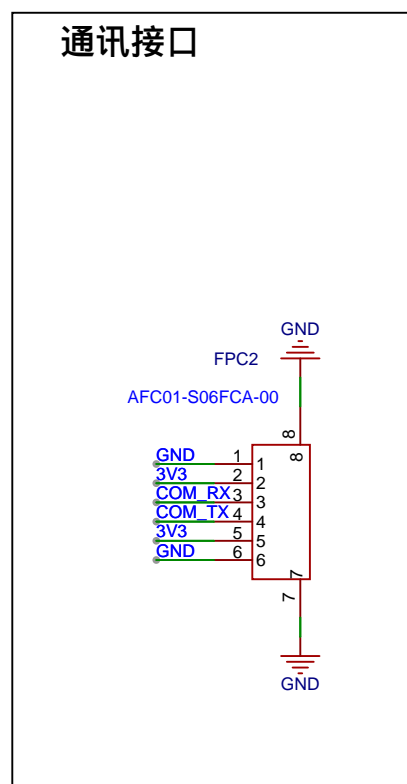 通讯接口
GND
FPC2
AFC01-S06FCA-00
8
8
GND 1 1
3V3 2 2
COM_RX 3 3
COM_TX 4 4
3V3 5 5
GND 6 6
7
7
GND